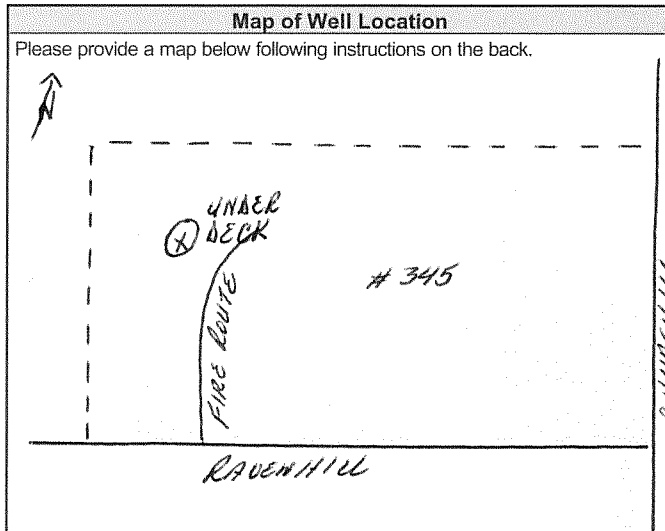 Map of Well Location
Please provide a map below following instructions on the back.
N
UNDER
DECK
X
# 345
FIRE ROUTE
RAVENHILL